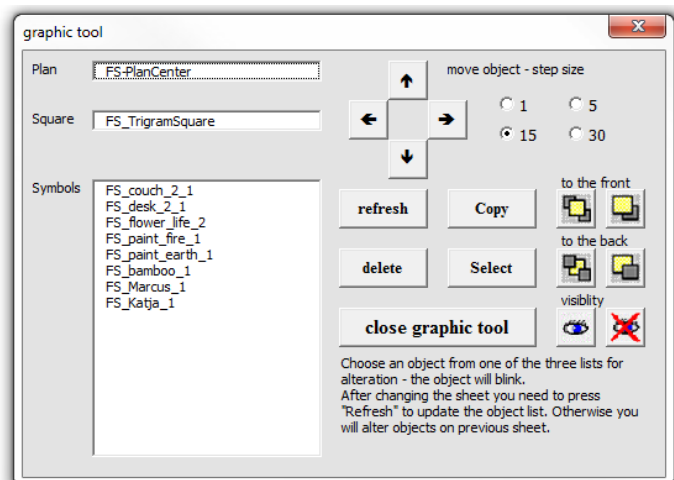 graphic tool
Plan
FS-PlanCenter
move object - step size
1
5
15
30
Square
FS_TrigramSquare
Symbols
FS_couch_2_1
FS_desk_2_1
FS_flower_life_2
FS_paint_fire_1
FS_paint_earth_1
FS_bamboo_1
FS_Marcus_1
FS_Katja_1
refresh
Copy
to the front
delete
Select
to the back
close graphic tool
visiblity
Choose an object from one of the three lists for
alteration - the object will blink.
After changing the sheet you need to press
"Refresh" to update the object list. Otherwise you
will alter objects on previous sheet.